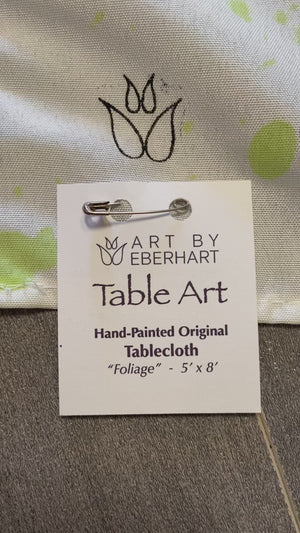 ART BY
EBERHART
Table Art
Hand-Painted Original
Tablecloth
"Foliage" - 5' x 8'